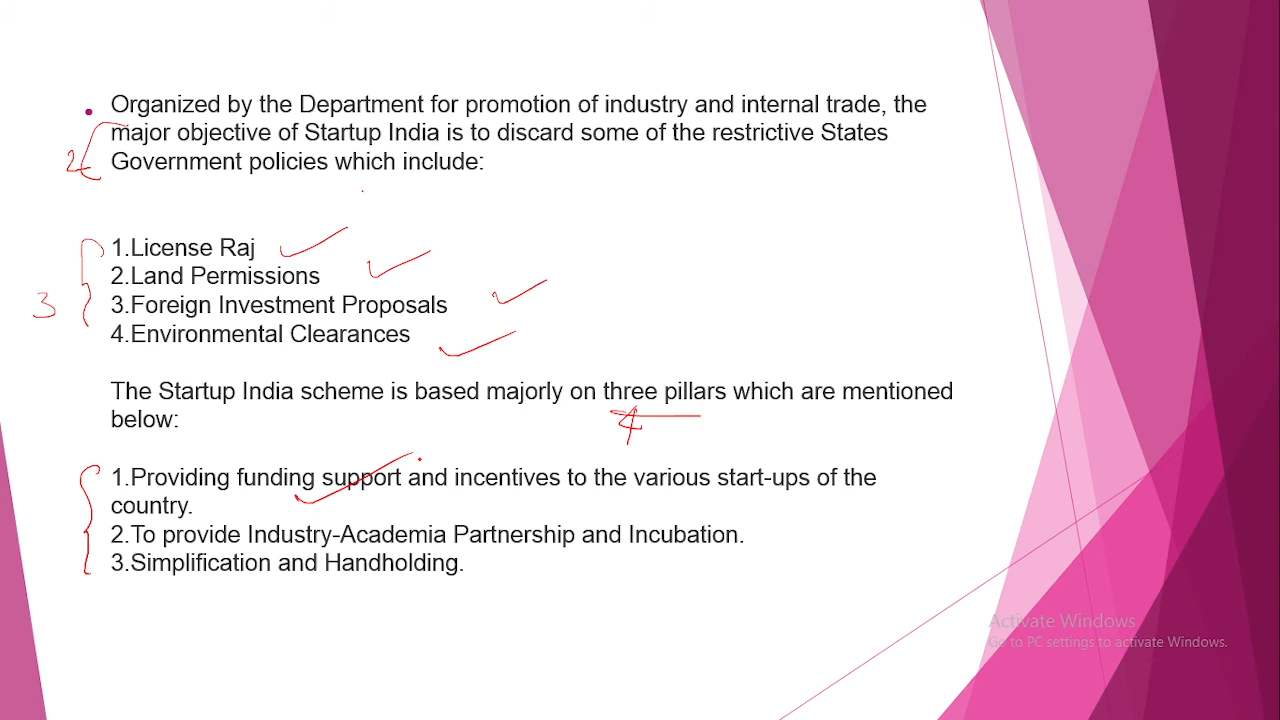 Organized by the Department for promotion of industry and internal trade, the
major objective of Startup India is to discard some of the restrictive States
Government policies which include:
2
1.License Raj
2.Land Permissions
3.Foreign Investment Proposals
3
4.Environmental Clearances
The Startup India scheme is based majorly on three pillars which are mentioned
below:
1.Providing funding support and incentives to the various start-ups of the
country.
2.To provide Industry-Academia Partnership and Incubation.
3.Simplification and Handholding.
Activate Windows
Go to PC settings to activate Windows.